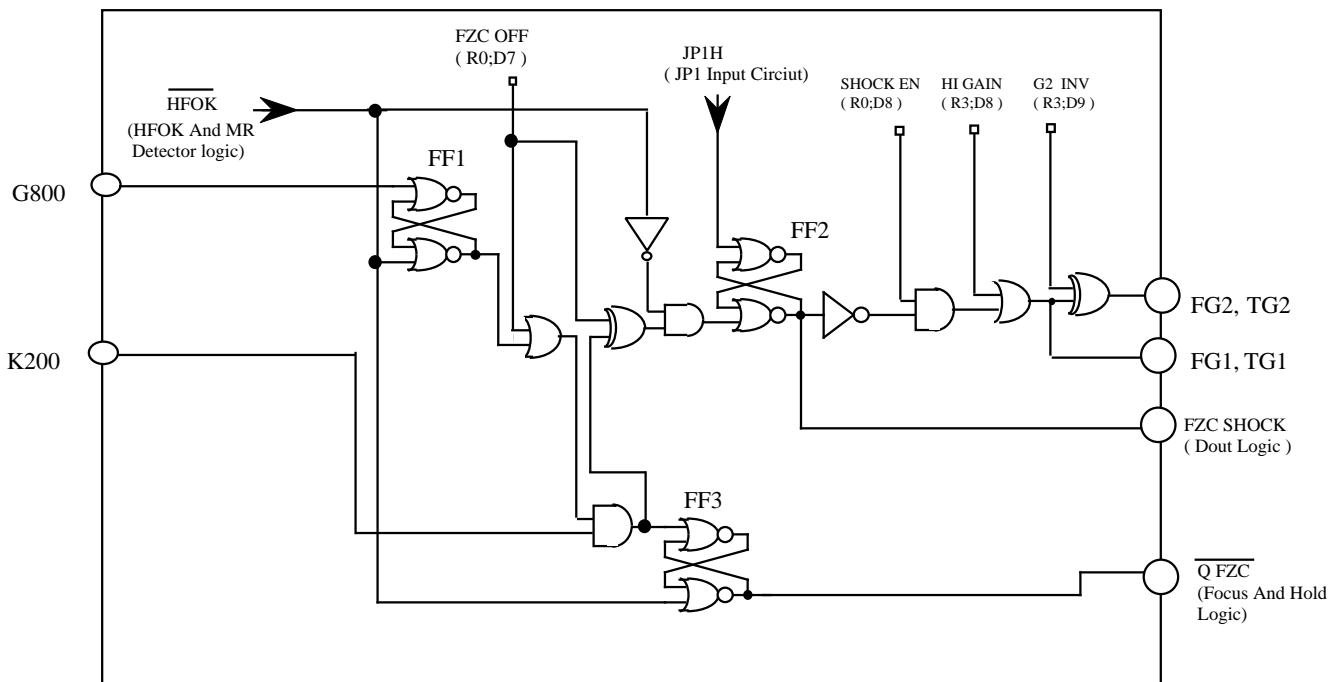 FZC OFF
( R0;D7 )
JP1H
( JP1 Input Circiut )
SHOCK EN
( R0;D8 )
HI GAIN
( R3;D8 )
G2 INV
( R3;D9 )
HFOK
(HFOK And MR
Detector logic)
FF1
G800
FF2
FG2, TG2
K200
FG1, TG1
FZC SHOCK
( Dout Logic )
FF3
Q FZC
(Focus And Hold
Logic)